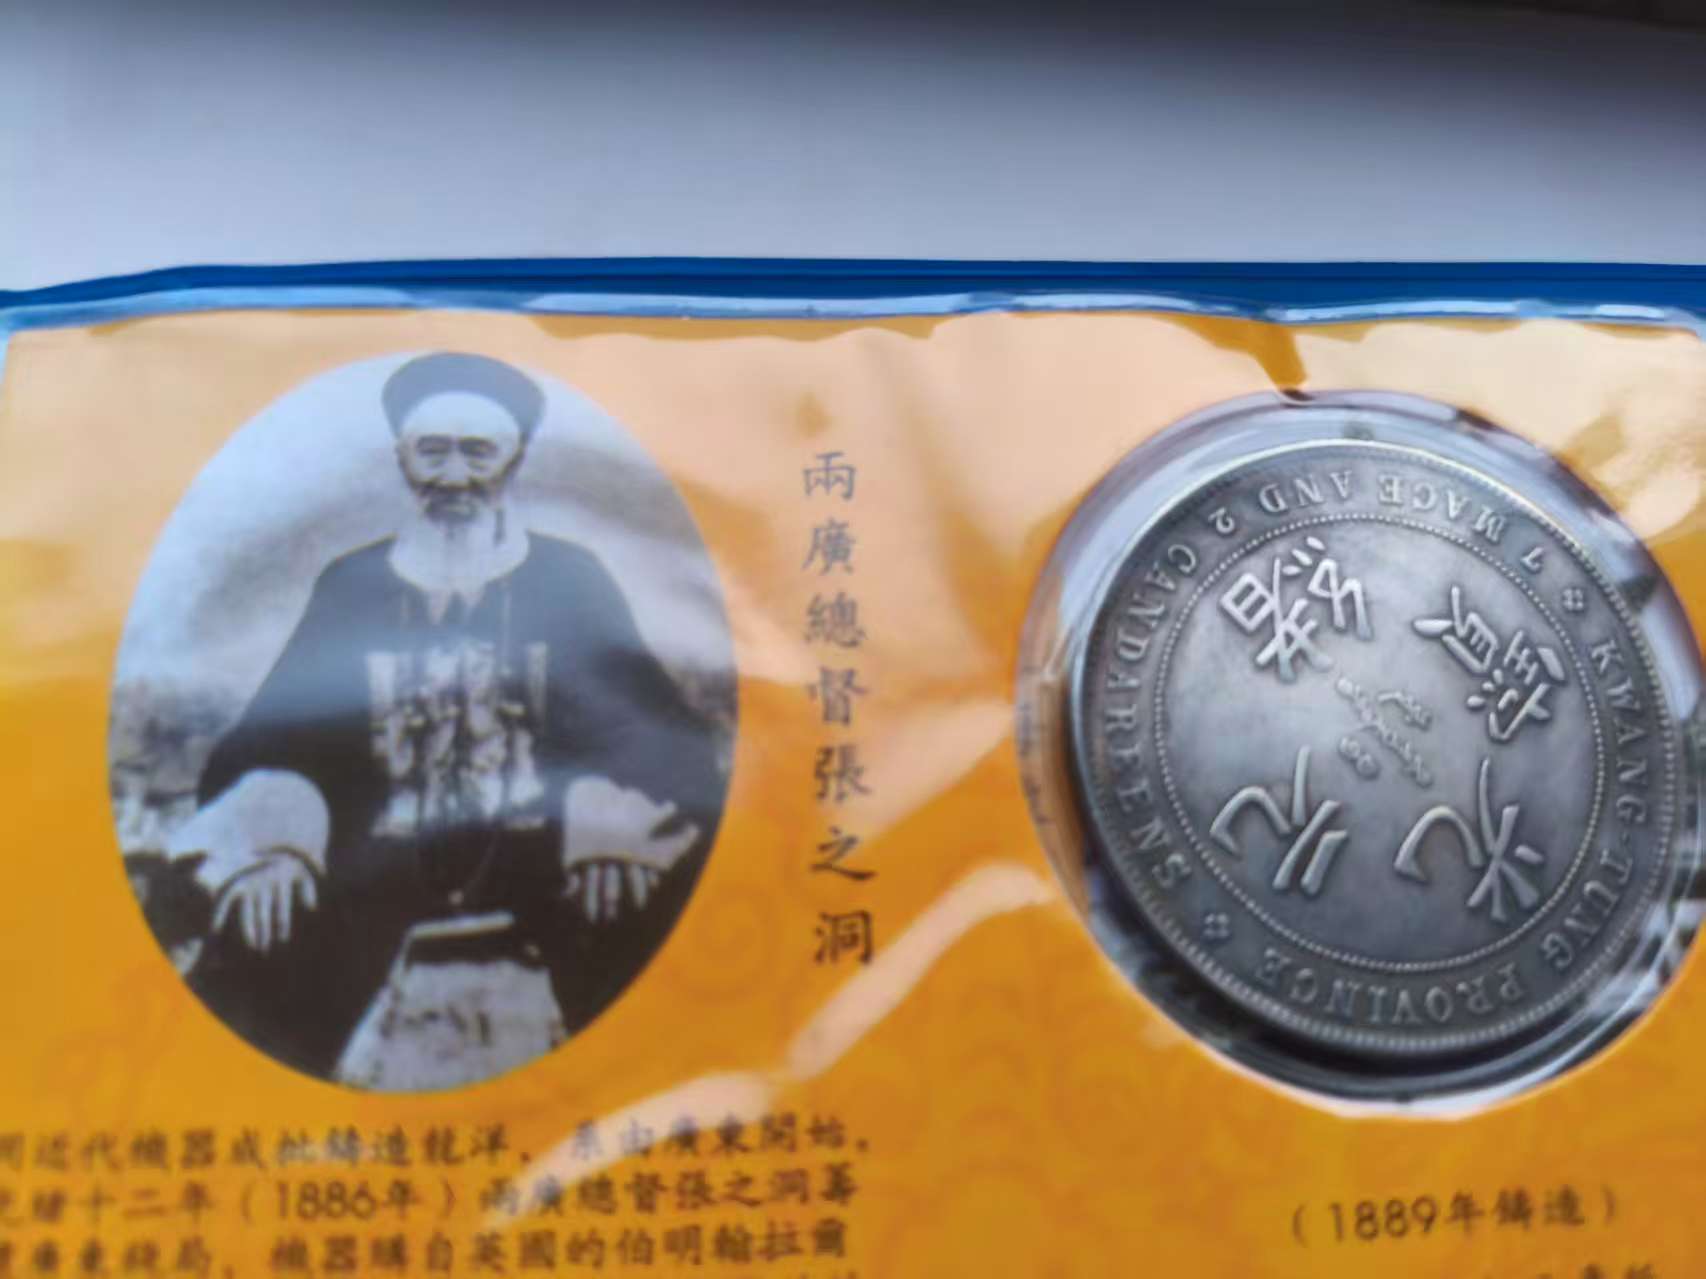 兩廣總督張之洞
光緒元寶
KWANG-TUNG PROVINCE
7 MACE AND 2 CANDAREENS
近代機器成批鑄造龍洋，系由廣東開始，
緒十二年（1886年）兩廣總督張之洞籌
廣東錢局，機器購自英國的伯明翰拉爾
（1889年鑄造）